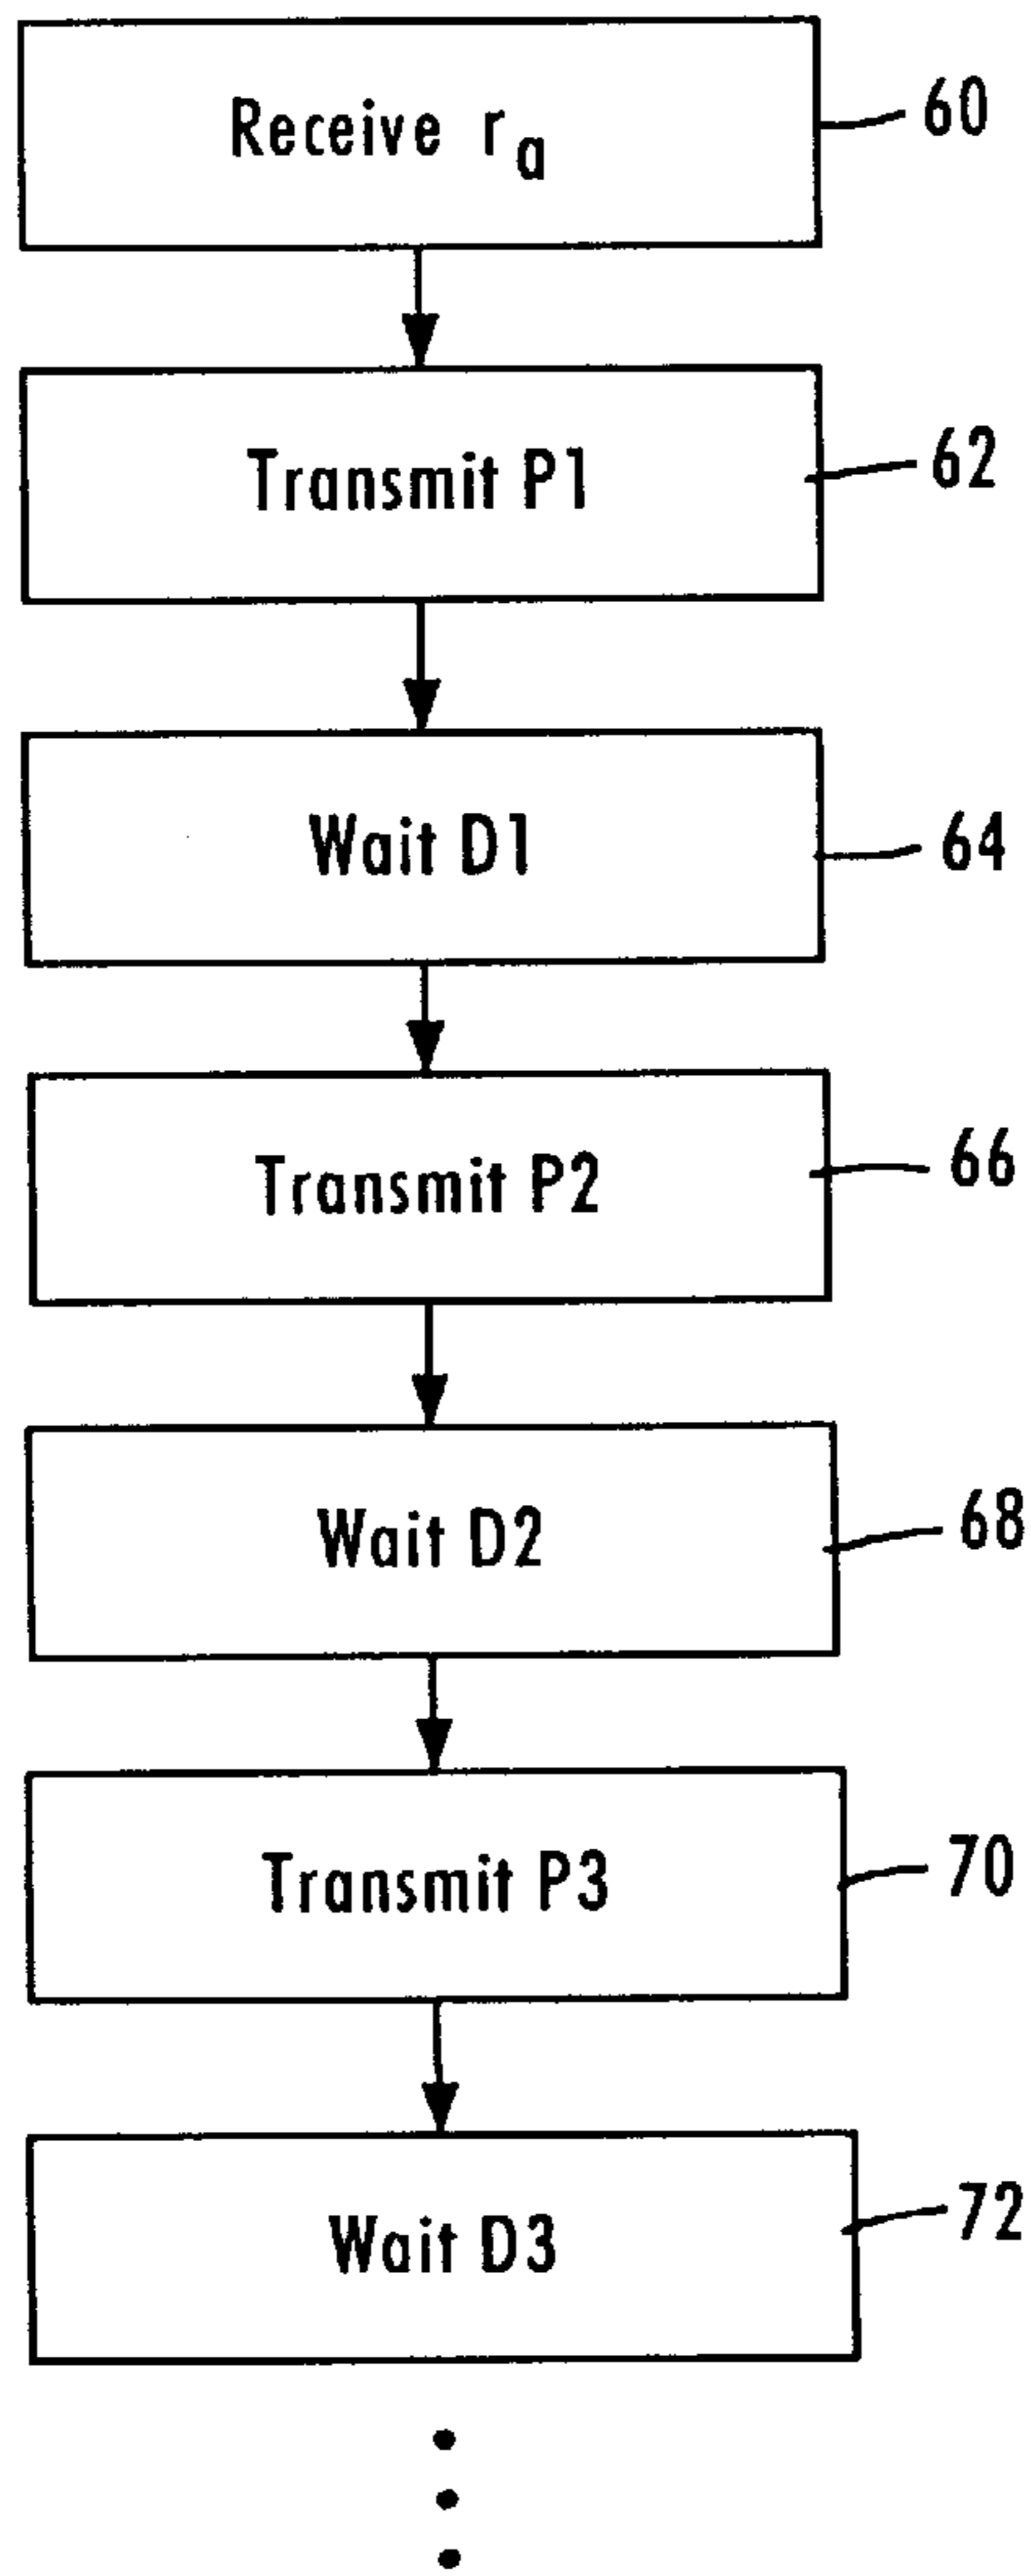 Receive ra 60
Transmit P1 62
Wait D1 64
Transmit P2 66
Wait D2 68
Transmit P3 70
Wait D3 72